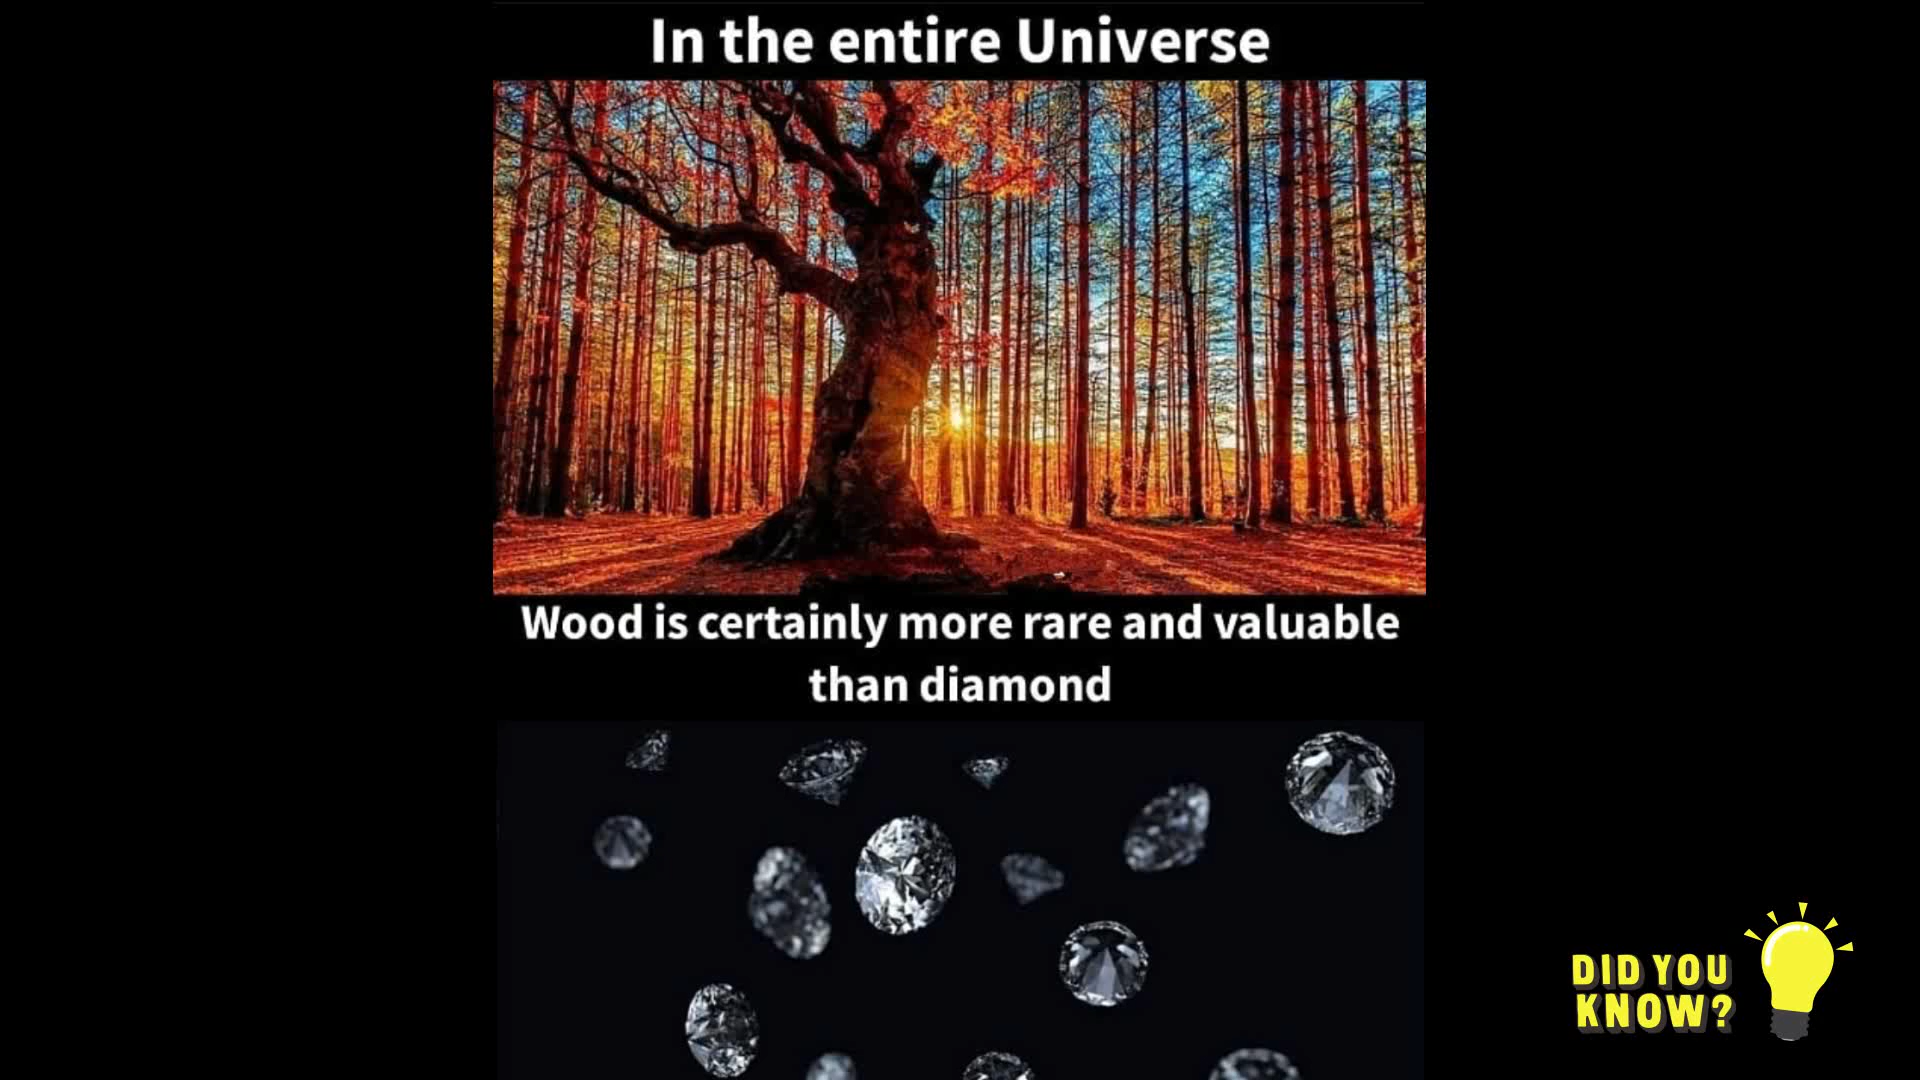 In the entire Universe
Wood is certainly more rare and valuable
than diamond
DID YOU
KNOW?